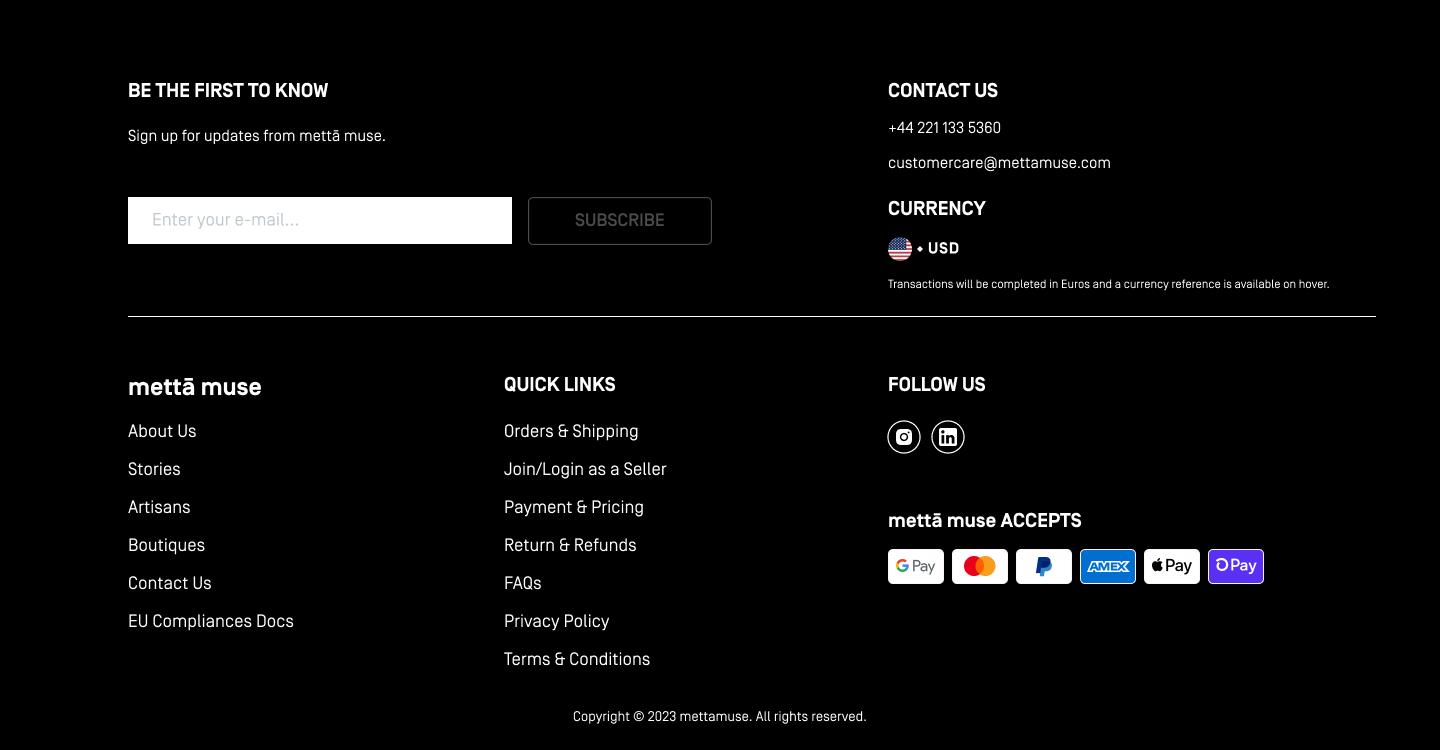 BE THE FIRST TO KNOW
Sign up for updates from mettā muse.
Enter your e-mail...
SUBSCRIBE
CONTACT US
+44 221 133 5360
customercare@mettamuse.com
CURRENCY
USD
Transactions will be completed in Euros and a currency reference is available on hover.
mettā muse
About Us
Stories
Artisans
Boutiques
Contact Us
EU Compliances Docs
QUICK LINKS
Orders & Shipping
Join/Login as a Seller
Payment & Pricing
Return & Refunds
FAQs
Privacy Policy
Terms & Conditions
FOLLOW US
in
mettā muse ACCEPTS
G Pay
AMEX
Pay
Pay
Copyright © 2023 mettamuse. All rights reserved.